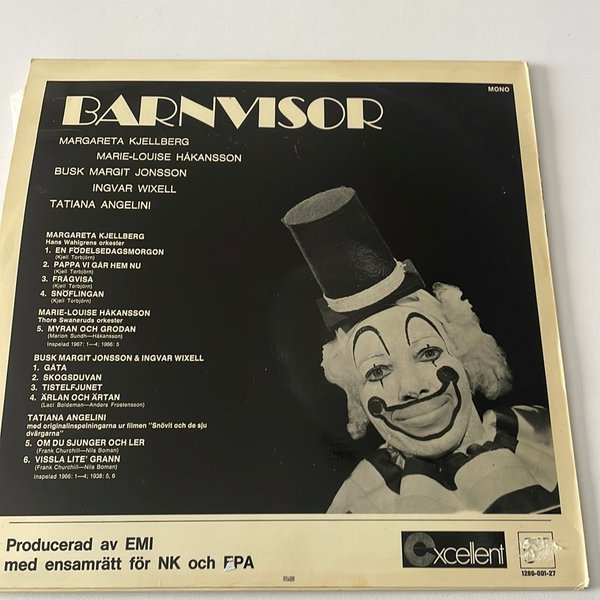 MONO
BARNVISOR
MARGARETA KJELLBERG
MARIE-LOUISE HÅKANSSON
BUSK MARGIT JONSSON
INGVAR WIXELL
TATIANA ANGELINI
MARGARETA KJELLBERG
Hans Wahlgrens orkester
1. EN FÖDELSEDAGSMORGON
(Kjell Torbjörn)
2. PAPPA VI GÅR HEM NU
(Kjell Torbjörn)
3. FRÅGVISA
(Kjell Torbjörn)
4. SNÖFLINGAN
(Kjell Torbjörn)
MARIE-LOUISE HÅKANSSON
Thore Swaneruds orkester
5. MYRAN OCH GRODAN
(Marion Sundh—Håkansson)
Inspelad 1967: 1—4; 1966: 5
BUSK MARGIT JONSSON & INGVAR WIXELL
1. GÅTA
2. SKOGSDUVAN
3. TISTELFJUNET
4. ÄRLAN OCH ÄRTAN
(Laci Boldeman—Anders Frostenson)
TATIANA ANGELINI
med originalinspelningarna ur filmen "Snövit och de sju
dvärgarna"
5. OM DU SJUNGER OCH LER
(Frank Churchill—Nils Boman)
6. VISSLA LITE' GRANN
(Frank Churchill—Nils Boman)
Inspelad 1966: 1—4; 1938: 5, 6
Producerad av EMI
med ensamrätt för NK och EPA
Excellent
1286-001-27